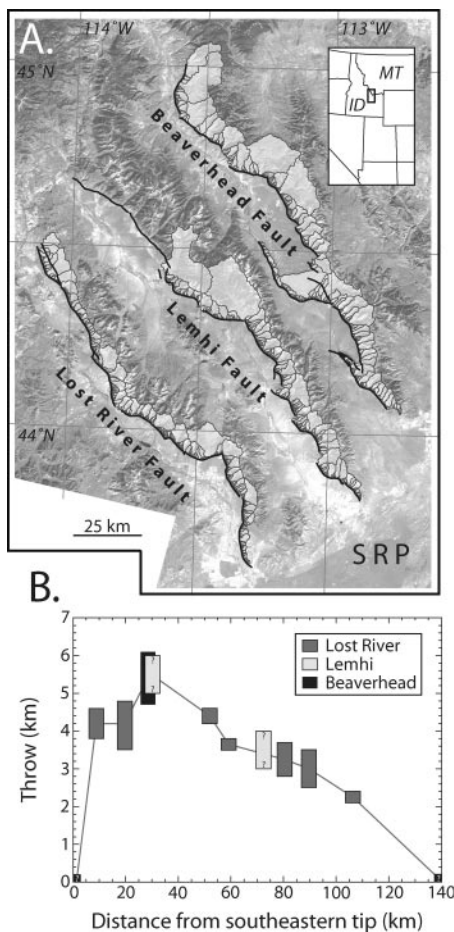 A.
114°W
113°W
45°N
MT
ID
Beaverhead Fault
Lemhi Fault
Lost River Fault
44°N
25 km
SRP
B.
7
6
5
4
3
2
1
0
Throw (km)
Lost River
Lemhi
Beaverhead
?
?
?
?
?
?
0 20 40 60 80 100 120 140
Distance from southeastern tip (km)